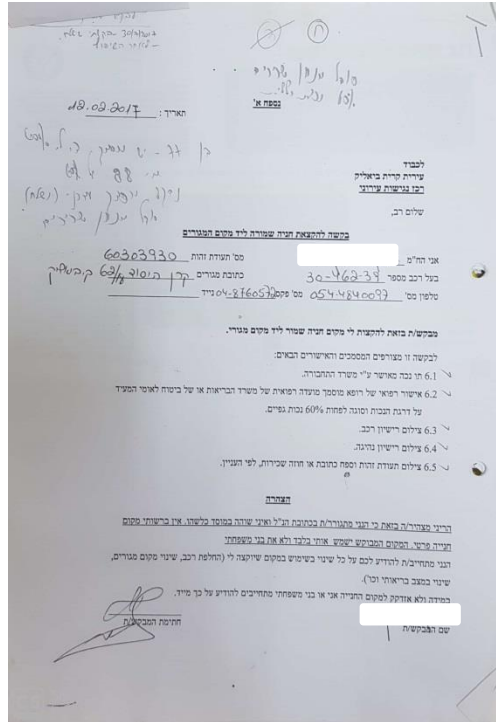 נספח א'
תאריך: 12.02.2017
לכבוד
עירית קרית ביאליק
רכז נגישות עירוני
שלום רב,
בקשה להקצאת חניה שמורה ליד מקום המגורים
אני הח"מ מס' תעודת זהות 60303930
בעל רכב מספר 30-462-34 כתובת מגורים קרן היסוד
טלפון מס' 054-4840097 מס' פקס 04-8760572 נייד
מבקש/ת בזאת להקצות לי מקום חניה שמור ליד מקום מגורי.
לבקשה זו מצורפים המסמכים והאישורים הבאים:
6.1 תו נכה מאושר ע"י משרד התחבורה.
6.2 אישור רפואי של רופא מוסמך מועדה רפואית של משרד הבריאות או של ביטוח לאומי המעיד
על דרגת הנכות וסוגה לפחות 60% נכות גפיים.
6.3 צילום רישיון רכב.
6.4 צילום רישיון נהיגה.
6.5 צילום תעודת זהות וספח כתובת או חוזה שכירות, לפי העניין.
הצהרה
הריני מצהיר/ה בזאת כי הנני מתגורר/ת בכתובת הנ"ל ואיני שוהה במוסד כלשהו. אין ברשותי מקום
חנייה פרטי. המקום המבוקש ישמש אותי בלבד ולא את בני משפחתי
הנני מתחייב/ת להודיע לכם על כל שינוי בשימוש במקום שיוקצה לי (החלפת רכב, שינוי מקום מגורים,
שינוי במצב בריאותי וכו').
במידה ולא אזדקק למקום החנייה אני או בני משפחתי מתחייבים להודיע על כך מייד.
שם המבקש/ת חתימת המבקש/ת